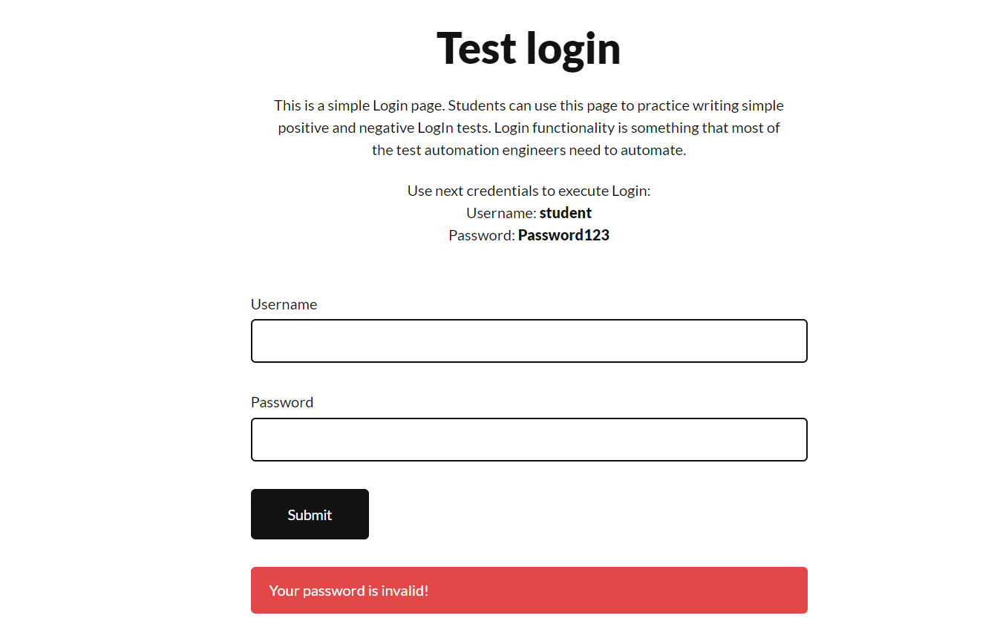 Test login
This is a simple Login page. Students can use this page to practice writing simple
positive and negative LogIn tests. Login functionality is something that most of
the test automation engineers need to automate.
Use next credentials to execute Login:
Username: student
Password: Password123
Username
Password
Submit
Your password is invalid!